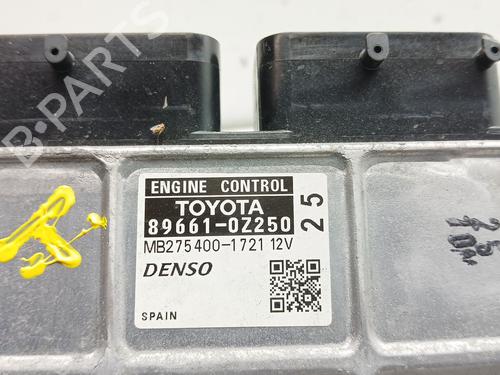 B-PARTS
ENGINE CONTROL
TOYOTA
89661-0Z250
25
MB275400-1721 12V
DENSO
SPAIN